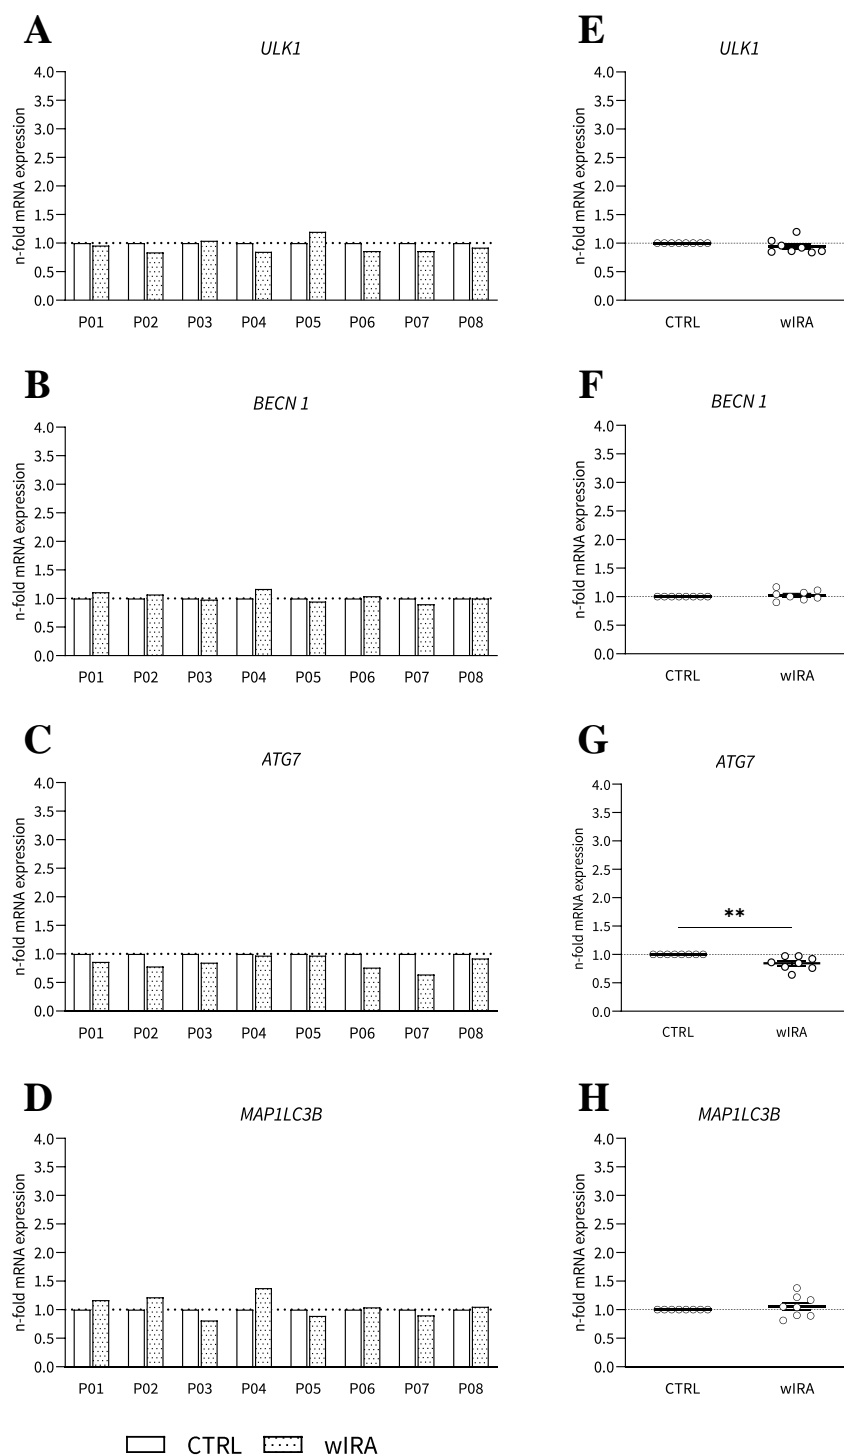 A
ULK1
n-fold mRNA expression
4.0
3.5
3.0
2.5
2.0
1.5
1.0
0.5
0.0
P01 P02 P03 P04 P05 P06 P07 P08
E
ULK1
n-fold mRNA expression
4.0
3.5
3.0
2.5
2.0
1.5
1.0
0.5
0.0
CTRL wIRA
B
BECN 1
n-fold mRNA expression
4.0
3.5
3.0
2.5
2.0
1.5
1.0
0.5
0.0
P01 P02 P03 P04 P05 P06 P07 P08
F
BECN 1
n-fold mRNA expression
4.0
3.5
3.0
2.5
2.0
1.5
1.0
0.5
0.0
CTRL wIRA
C
ATG7
n-fold mRNA expression
4.0
3.5
3.0
2.5
2.0
1.5
1.0
0.5
0.0
P01 P02 P03 P04 P05 P06 P07 P08
G
ATG7
n-fold mRNA expression
4.0
3.5
3.0
2.5
2.0
1.5
1.0
0.5
0.0
**
CTRL wIRA
D
MAP1LC3B
n-fold mRNA expression
4.0
3.5
3.0
2.5
2.0
1.5
1.0
0.5
0.0
P01 P02 P03 P04 P05 P06 P07 P08
H
MAP1LC3B
n-fold mRNA expression
4.0
3.5
3.0
2.5
2.0
1.5
1.0
0.5
0.0
CTRL wIRA
CTRL wIRA